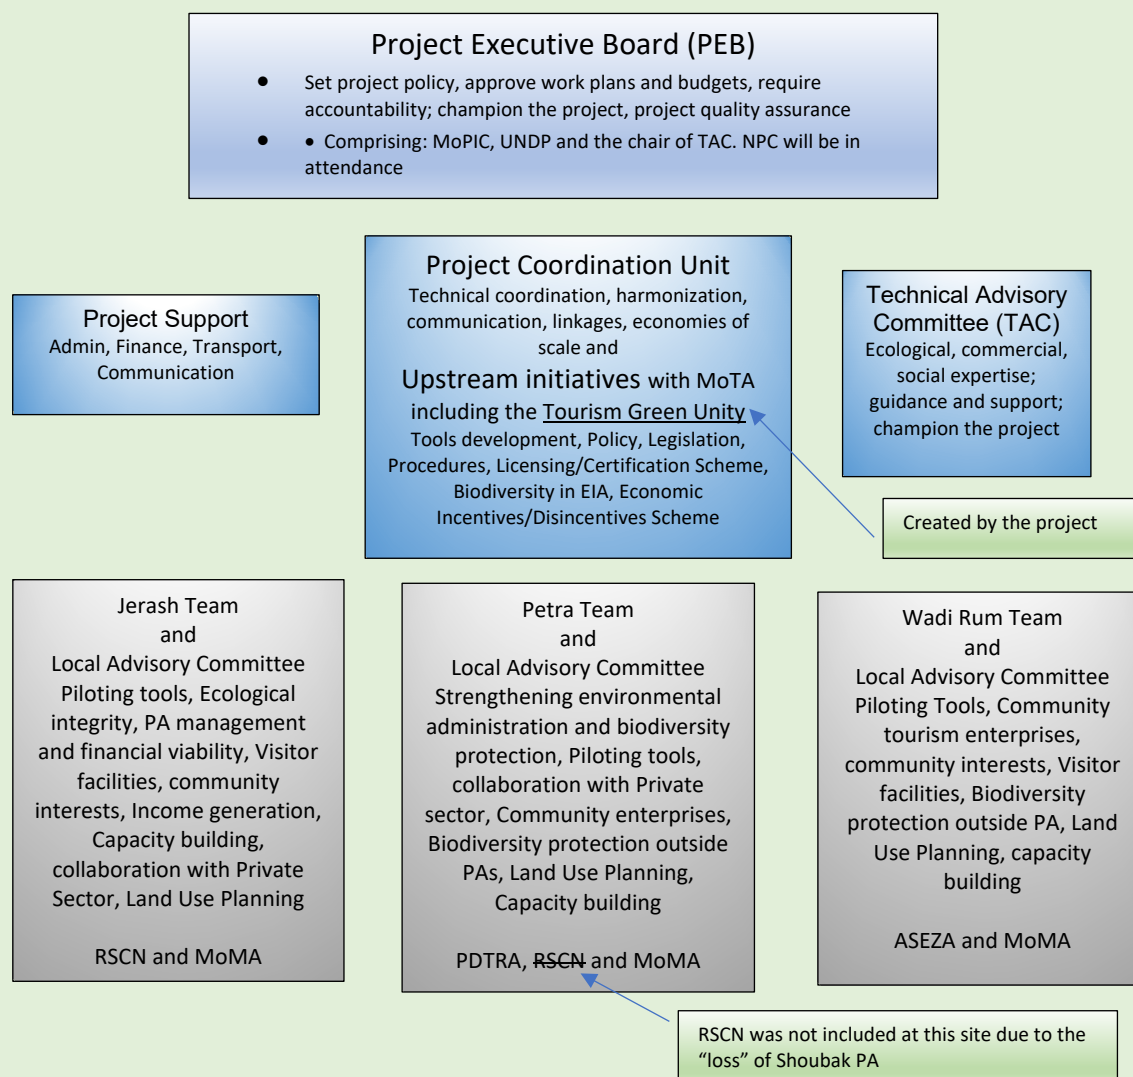 Project Executive Board (PEB)
● Set project policy, approve work plans and budgets, require
accountability; champion the project, project quality assurance
● • Comprising: MoPIC, UNDP and the chair of TAC. NPC will be in
attendance
Project Support
Admin, Finance, Transport,
Communication
Project Coordination Unit
Technical coordination, harmonization,
communication, linkages, economies of
scale and
Upstream initiatives with MoTA
including the Tourism Green Unity
Tools development, Policy, Legislation,
Procedures, Licensing/Certification Scheme,
Biodiversity in EIA, Economic
Incentives/Disincentives Scheme
Technical Advisory
Committee (TAC)
Ecological, commercial,
social expertise;
guidance and support;
champion the project
Created by the project
Jerash Team
and
Local Advisory Committee
Piloting tools, Ecological
integrity, PA management
and financial viability, Visitor
facilities, community
interests, Income generation,
Capacity building,
collaboration with Private
Sector, Land Use Planning
RSCN and MoMA
Petra Team
and
Local Advisory Committee
Strengthening environmental
administration and biodiversity
protection, Piloting tools,
collaboration with Private
sector, Community enterprises,
Biodiversity protection outside
PAs, Land Use Planning,
Capacity building
PDTRA, RSCN and MoMA
Wadi Rum Team
and
Local Advisory Committee
Piloting Tools, Community
tourism enterprises,
community interests, Visitor
facilities, Biodiversity
protection outside PA, Land
Use Planning, capacity
building
ASEZA and MoMA
RSCN was not included at this site due to the
“loss” of Shoubak PA